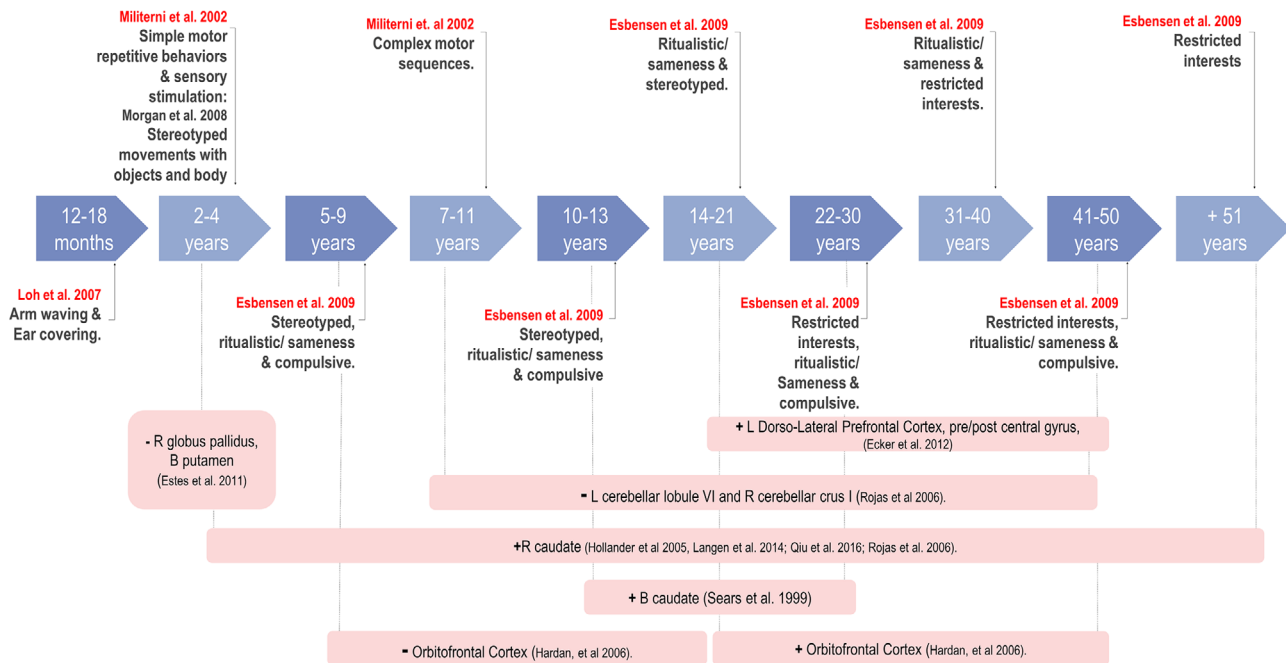 Militerni et al. 2002
Simple motor
repetitive behaviors
& sensory
stimulation:
Morgan et al. 2008
Stereotyped
movements with
objects and body
Militerni et. al 2002
Complex motor
sequences.
Esbensen et al. 2009
Ritualistic/
sameness &
stereotyped.
Esbensen et al. 2009
Ritualistic/
sameness &
restricted
interests.
Esbensen et al. 2009
Restricted
interests
12-18
months
2-4
years
5-9
years
7-11
years
10-13
years
14-21
years
22-30
years
31-40
years
41-50
years
+ 51
years
Loh et al. 2007
Arm waving &
Ear covering.
Esbensen et al. 2009
Stereotyped,
ritualistic/ sameness
& compulsive.
Esbensen et al. 2009
Stereotyped,
ritualistic/ sameness
& compulsive
Esbensen et al. 2009
Restricted
interests,
ritualistic/
Sameness &
compulsive.
Esbensen et al. 2009
Restricted interests,
ritualistic/ sameness &
compulsive.
- R globus pallidus,
B putamen
(Estes et al. 2011)
+ L Dorso-Lateral Prefrontal Cortex, pre/post central gyrus,
(Ecker et al. 2012)
- L cerebellar lobule VI and R cerebellar crus I (Rojas et al 2006).
+R caudate (Hollander et al 2005, Langen et al. 2014; Qiu et al. 2016; Rojas et al. 2006).
+ B caudate (Sears et al. 1999)
- Orbitofrontal Cortex (Hardan, et al 2006).
+ Orbitofrontal Cortex (Hardan, et al. 2006).